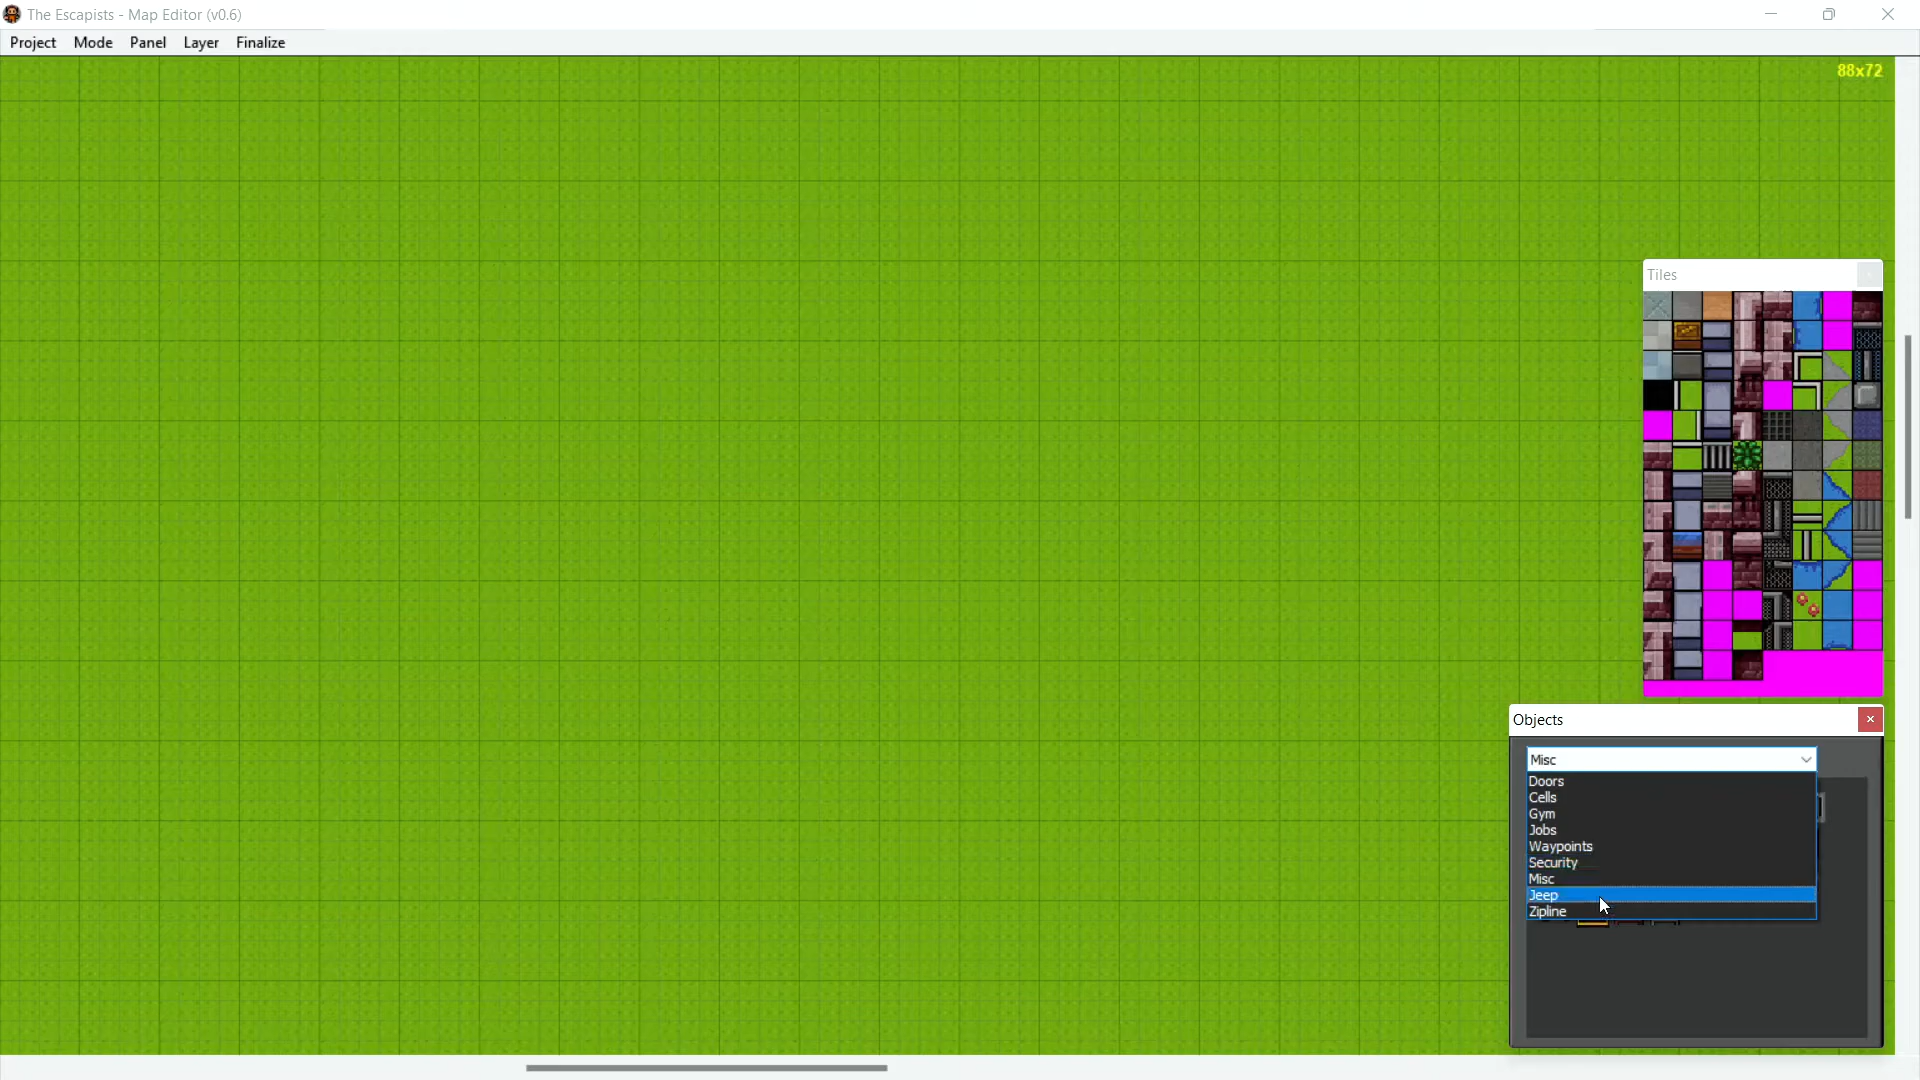 The Escapists - Map Editor (v0.6)
Project Mode Panel Layer Finalize
88x72
Tiles
Objects
Misc
Doors
Cells
Gym
Jobs
Waypoints
Security
Misc
Jeep
Zipline